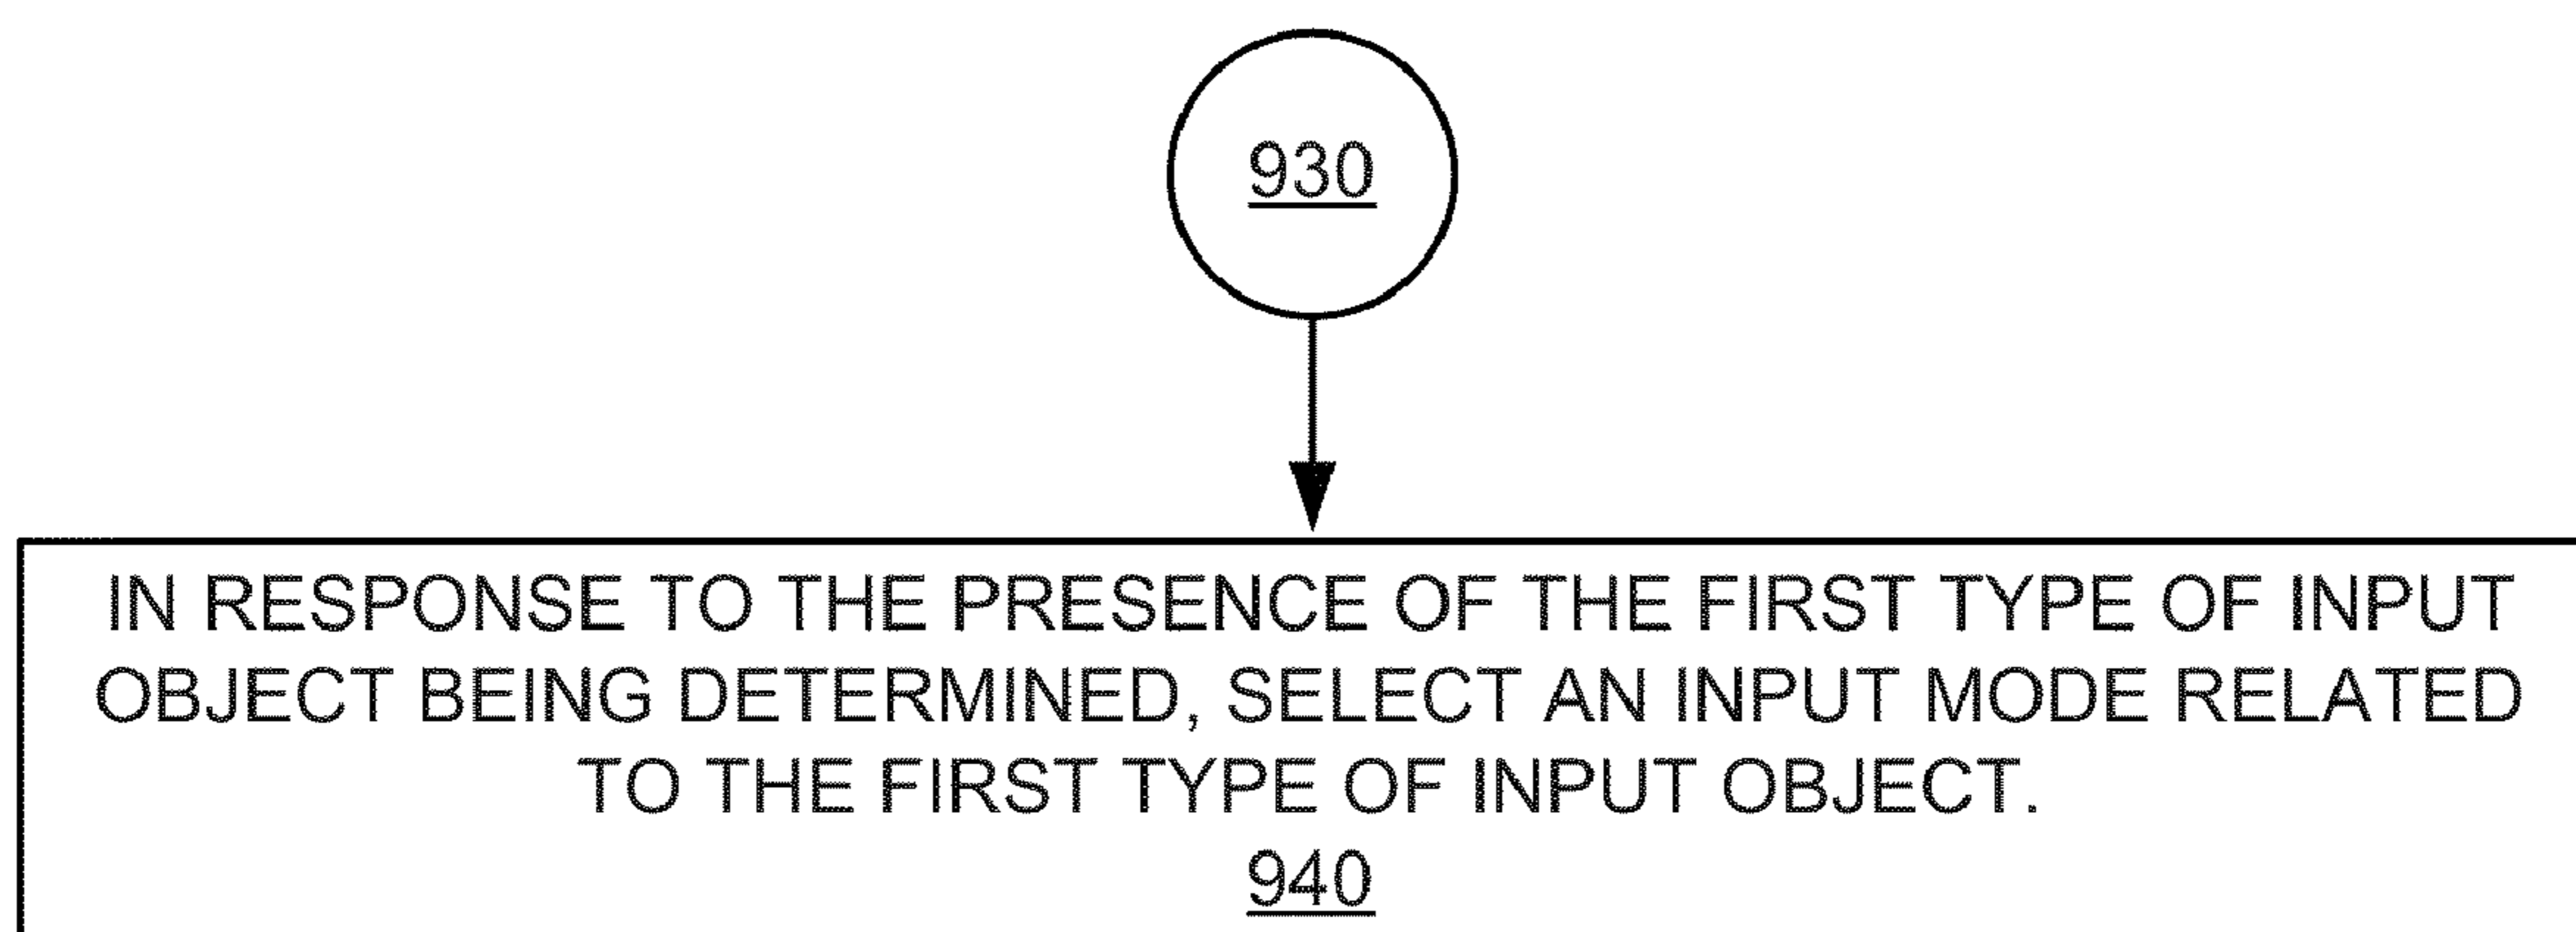 930
IN RESPONSE TO THE PRESENCE OF THE FIRST TYPE OF INPUT
OBJECT BEING DETERMINED, SELECT AN INPUT MODE RELATED
TO THE FIRST TYPE OF INPUT OBJECT.
940